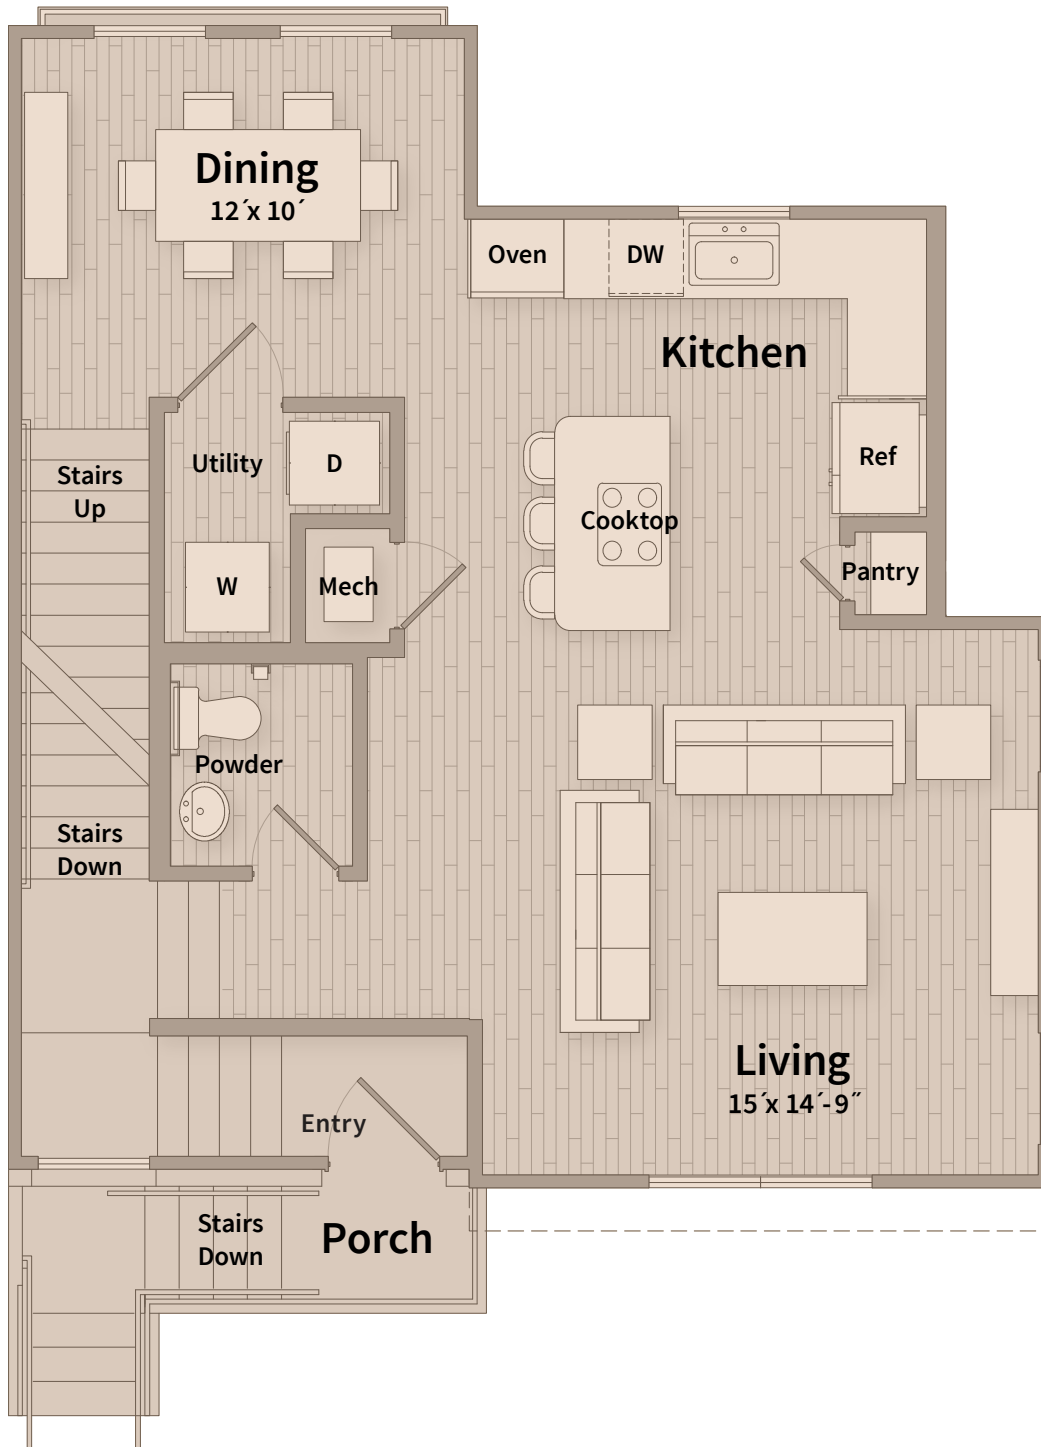 Dining
12´x 10´
Oven
DW
Kitchen
Stairs
Up
Utility
D
Ref
Cooktop
W
Mech
Pantry
Powder
Stairs
Down
Living
15´x 14´-9˝
Entry
Stairs
Down
Porch